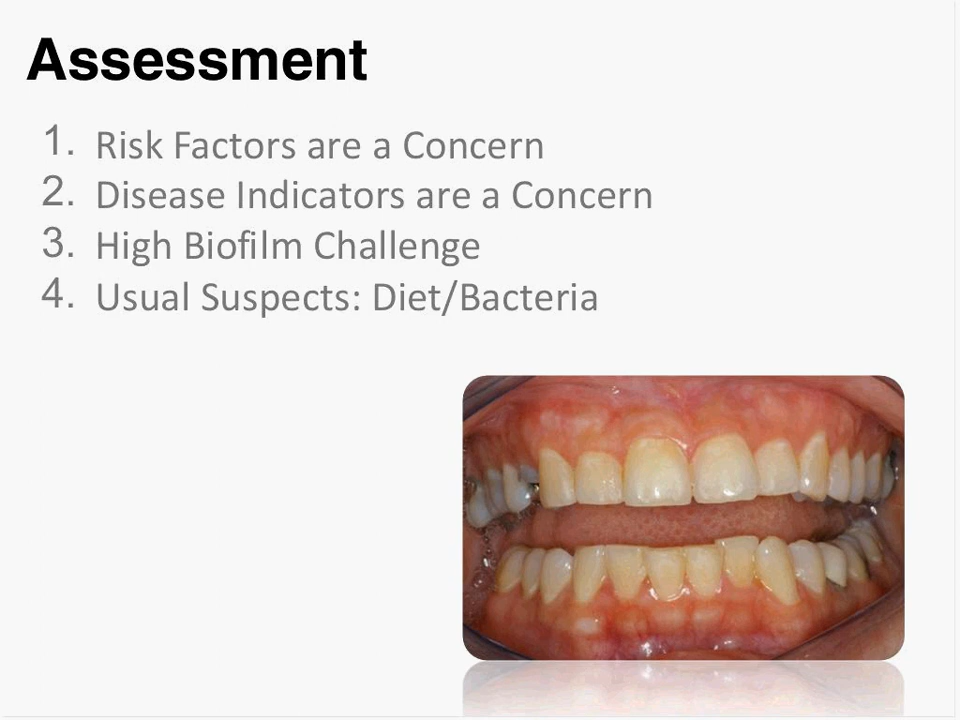 Assessment
1. Risk Factors are a Concern
2. Disease Indicators are a Concern
3. High Biofilm Challenge
4. Usual Suspects: Diet/Bacteria